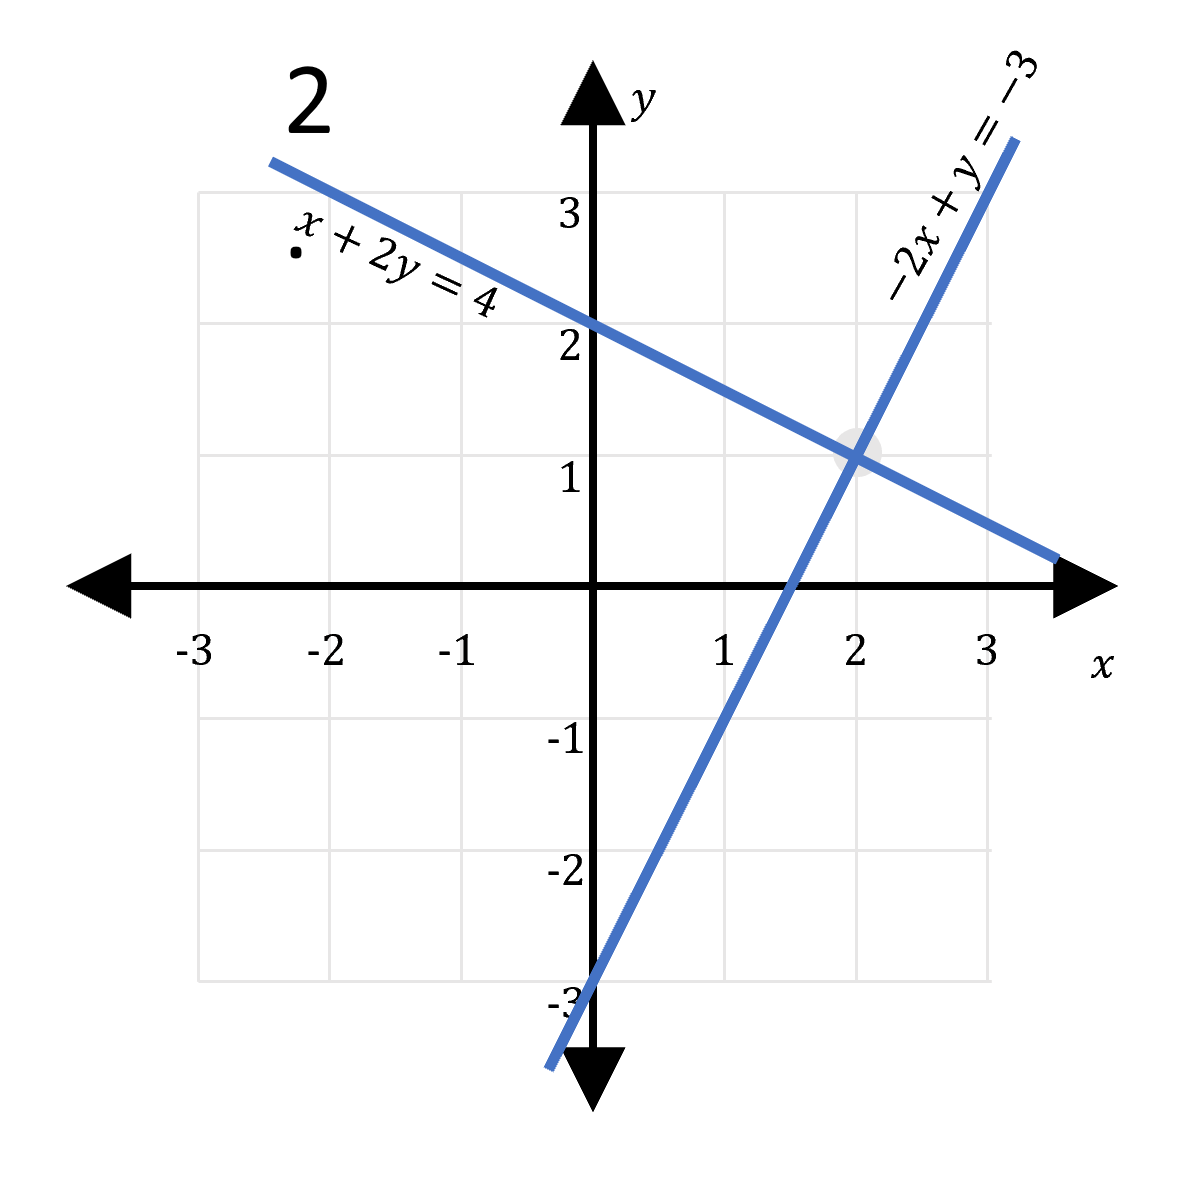 2
.
y
x + 2y = 4
−2x + y = −3
3
2
1
-3 -2 -1 1 2 3
x
-1
-2
-3